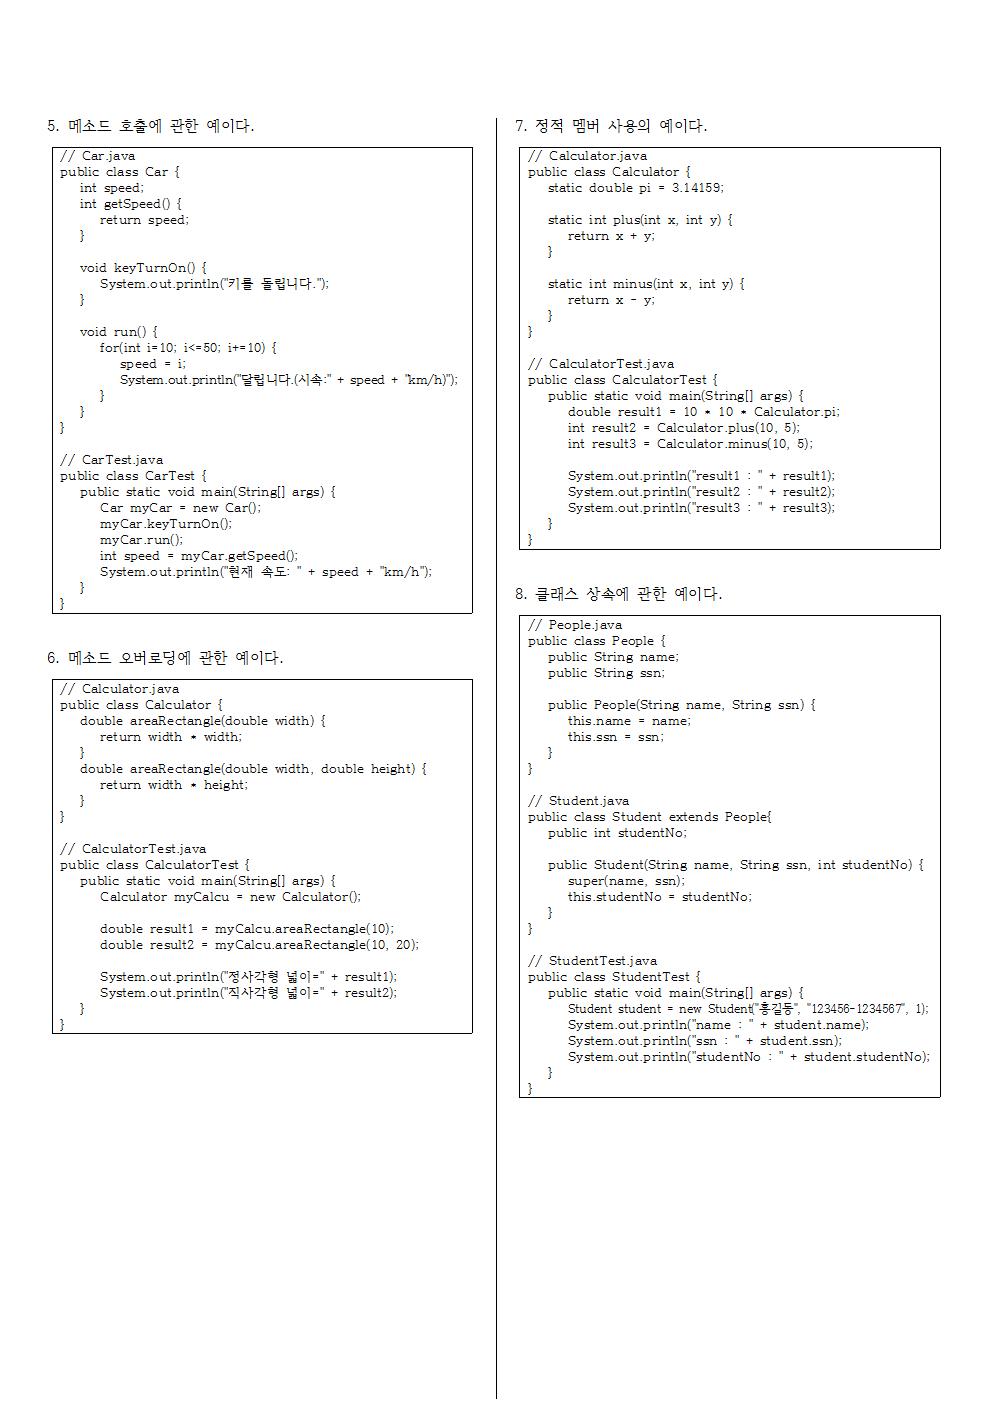 5. 메소드 호출에 관한 예이다.
// Car.java
public class Car {
int speed;
int getSpeed() {
return speed;
}
void keyTurnOn() {
System.out.println("키를 돌립니다.");
}
void run() {
for(int i=10; i<=50; i+=10) {
speed = i;
System.out.println("달립니다.(시속:" + speed + "km/h)");
}
}
}
// CarTest.java
public class CarTest {
public static void main(String[] args) {
Car myCar = new Car();
myCar.keyTurnOn();
myCar.run();
int speed = myCar.getSpeed();
System.out.println("현재 속도: " + speed + "km/h");
}
}
6. 메소드 오버로딩에 관한 예이다.
// Calculator.java
public class Calculator {
double areaRectangle(double width) {
return width * width;
}
double areaRectangle(double width, double height) {
return width * height;
}
}
// CalculatorTest.java
public class CalculatorTest {
public static void main(String[] args) {
Calculator myCalcu = new Calculator();
double result1 = myCalcu.areaRectangle(10);
double result2 = myCalcu.areaRectangle(10, 20);
System.out.println("정사각형 넓이=" + result1);
System.out.println("직사각형 넓이=" + result2);
}
}
7. 정적 멤버 사용의 예이다.
// Calculator.java
public class Calculator {
static double pi = 3.14159;
static int plus(int x, int y) {
return x + y;
}
static int minus(int x, int y) {
return x - y;
}
}
// CalculatorTest.java
public class CalculatorTest {
public static void main(String[] args) {
double result1 = 10 * 10 * Calculator.pi;
int result2 = Calculator.plus(10, 5);
int result3 = Calculator.minus(10, 5);
System.out.println("result1 : " + result1);
System.out.println("result2 : " + result2);
System.out.println("result3 : " + result3);
}
}
8. 클래스 상속에 관한 예이다.
// People.java
public class People {
public String name;
public String ssn;
public People(String name, String ssn) {
this.name = name;
this.ssn = ssn;
}
}
// Student.java
public class Student extends People{
public int studentNo;
public Student(String name, String ssn, int studentNo) {
super(name, ssn);
this.studentNo = studentNo;
}
}
// StudentTest.java
public class StudentTest {
public static void main(String[] args) {
Student student = new Student("홍길동", "123456-1234567", 1);
System.out.println("name : " + student.name);
System.out.println("ssn : " + student.ssn);
System.out.println("studentNo : " + student.studentNo);
}
}